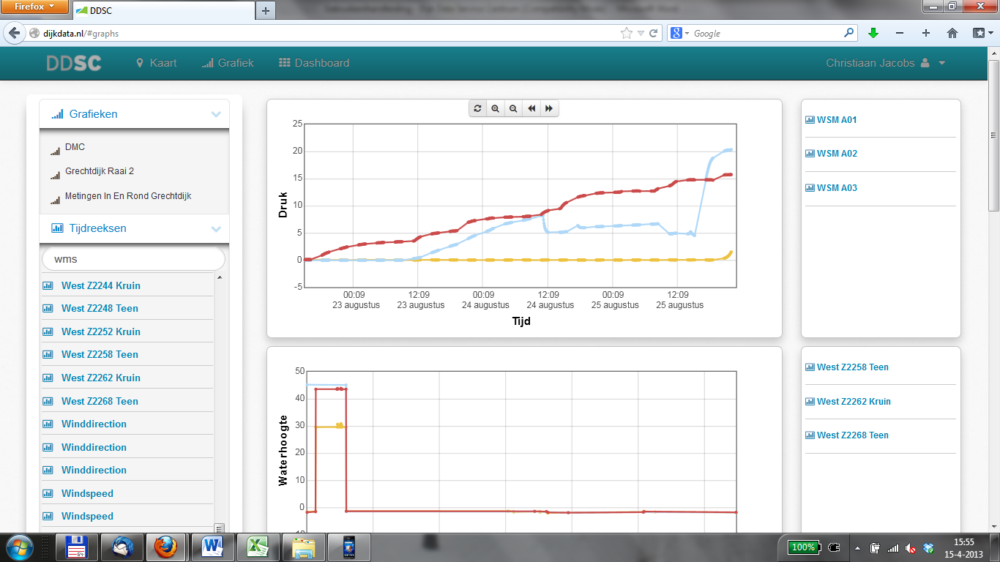 Firefox
DDSC
dijkdata.nl/#graphs
Google
DDSC
Kaart
Grafiek
Dashboard
Christiaan Jacobs
Grafieken
DMC
Grechtdijk Raai 2
Metingen In En Rond Grechtdijk
Tijdreeksen
wms
West Z2244 Kruin
West Z2248 Teen
West Z2252 Kruin
West Z2258 Teen
West Z2262 Kruin
West Z2268 Teen
Winddirection
Winddirection
Winddirection
Windspeed
Windspeed
25
20
15
10
5
0
-5
Druk
00:09
23 augustus
12:09
23 augustus
00:09
24 augustus
12:09
24 augustus
00:09
25 augustus
12:09
25 augustus
Tijd
WSM A01
WSM A02
WSM A03
50
40
30
20
10
0
Waterhoogte
West Z2258 Teen
West Z2262 Kruin
West Z2268 Teen
64
100%
15:55
15-4-2013